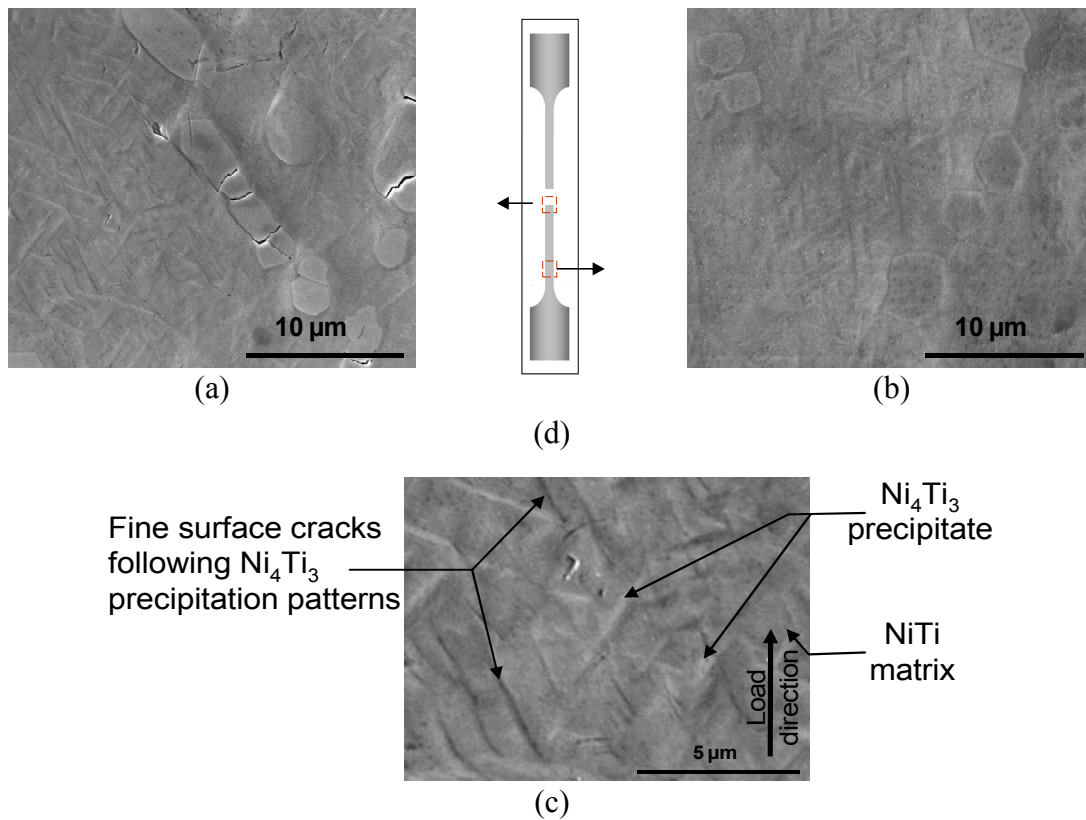 10 µm
(a)
(d)
10 µm
(b)
Fine surface cracks
following Ni₄Ti₃
precipitation patterns
Ni₄Ti₃
precipitate
NiTi
matrix
Load
direction
5 µm
(c)